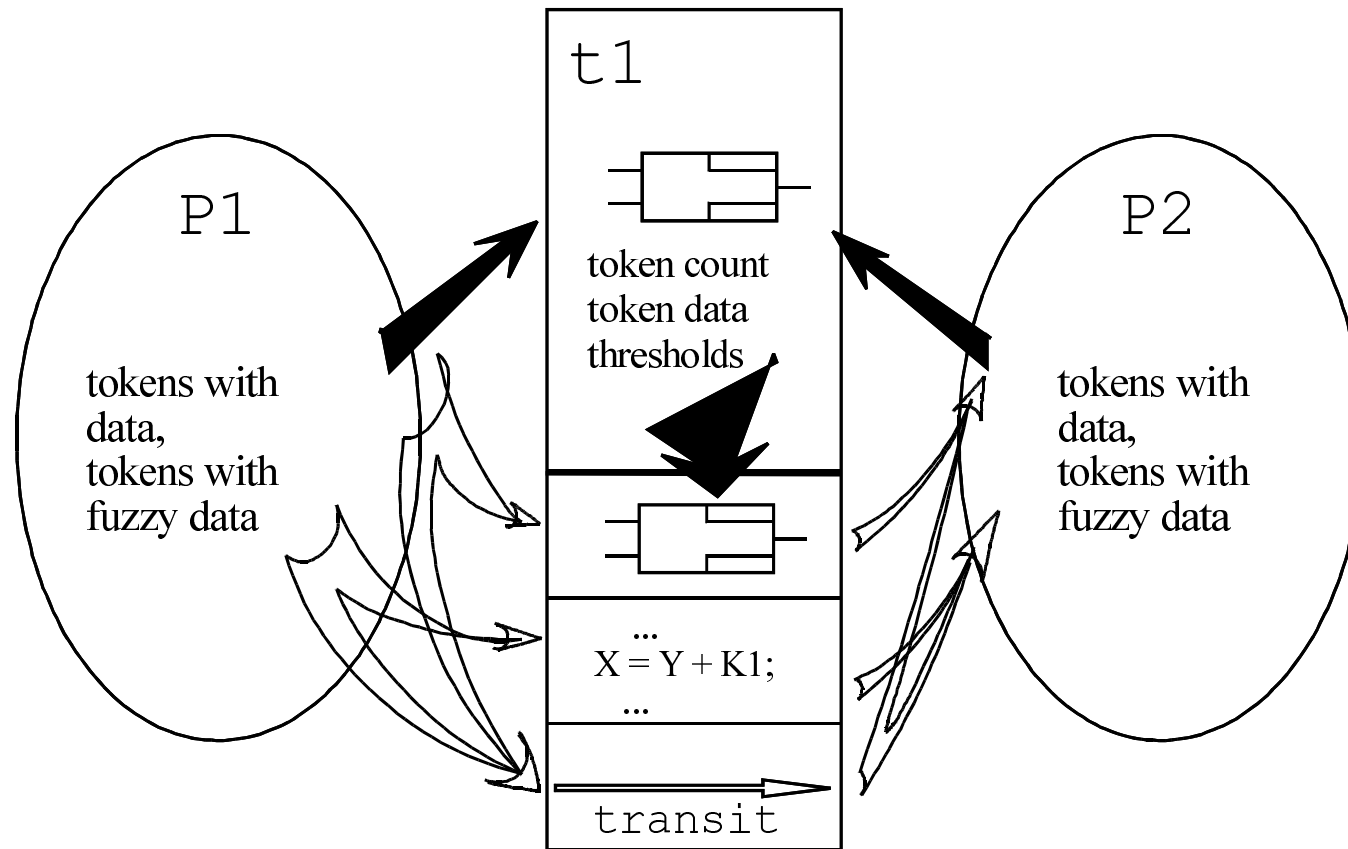 t1
P1
P2
token count
token data
thresholds
tokens with
data,
tokens with
fuzzy data
tokens with
data,
tokens with
fuzzy data
...
X = Y + K1;
...
transit